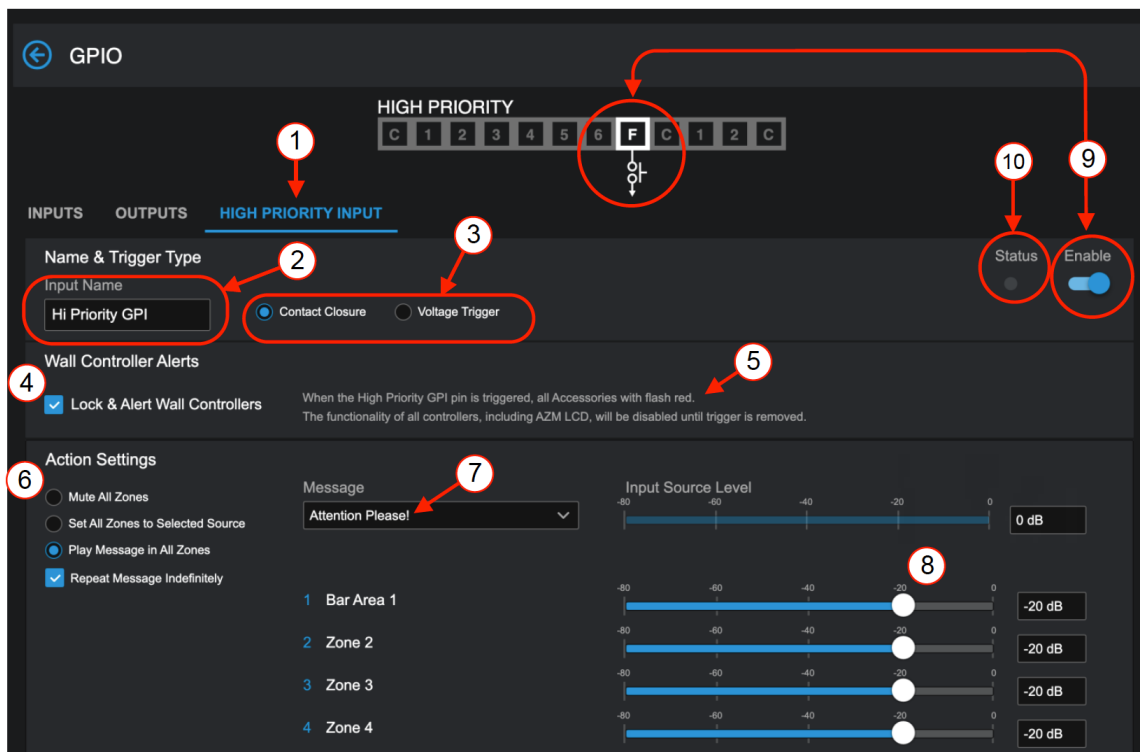 GPIO
HIGH PRIORITY
C 1 2 3 4 5 6 F C 1 2 C
1
10
9
INPUTS OUTPUTS HIGH PRIORITY INPUT
3
Name & Trigger Type
2
Status Enable
Input Name
Hi Priority GPI
Contact Closure Voltage Trigger
Wall Controller Alerts
5
4
Lock & Alert Wall Controllers
When the High Priority GPI pin is triggered, all Accessories with flash red.
The functionality of all controllers, including AZM LCD, will be disabled until trigger is removed.
Action Settings
6
7
Mute All Zones
Message
Input Source Level
-80 -60 -40 -20 0
Set All Zones to Selected Source
Attention Please!
0 dB
Play Message in All Zones
Repeat Message Indefinitely
8
-80 -60 -40 -20 0
1 Bar Area 1
-20 dB
-80 -60 -40 -20 0
2 Zone 2
-20 dB
-80 -60 -40 -20 0
3 Zone 3
-20 dB
-80 -60 -40 -20 0
4 Zone 4
-20 dB